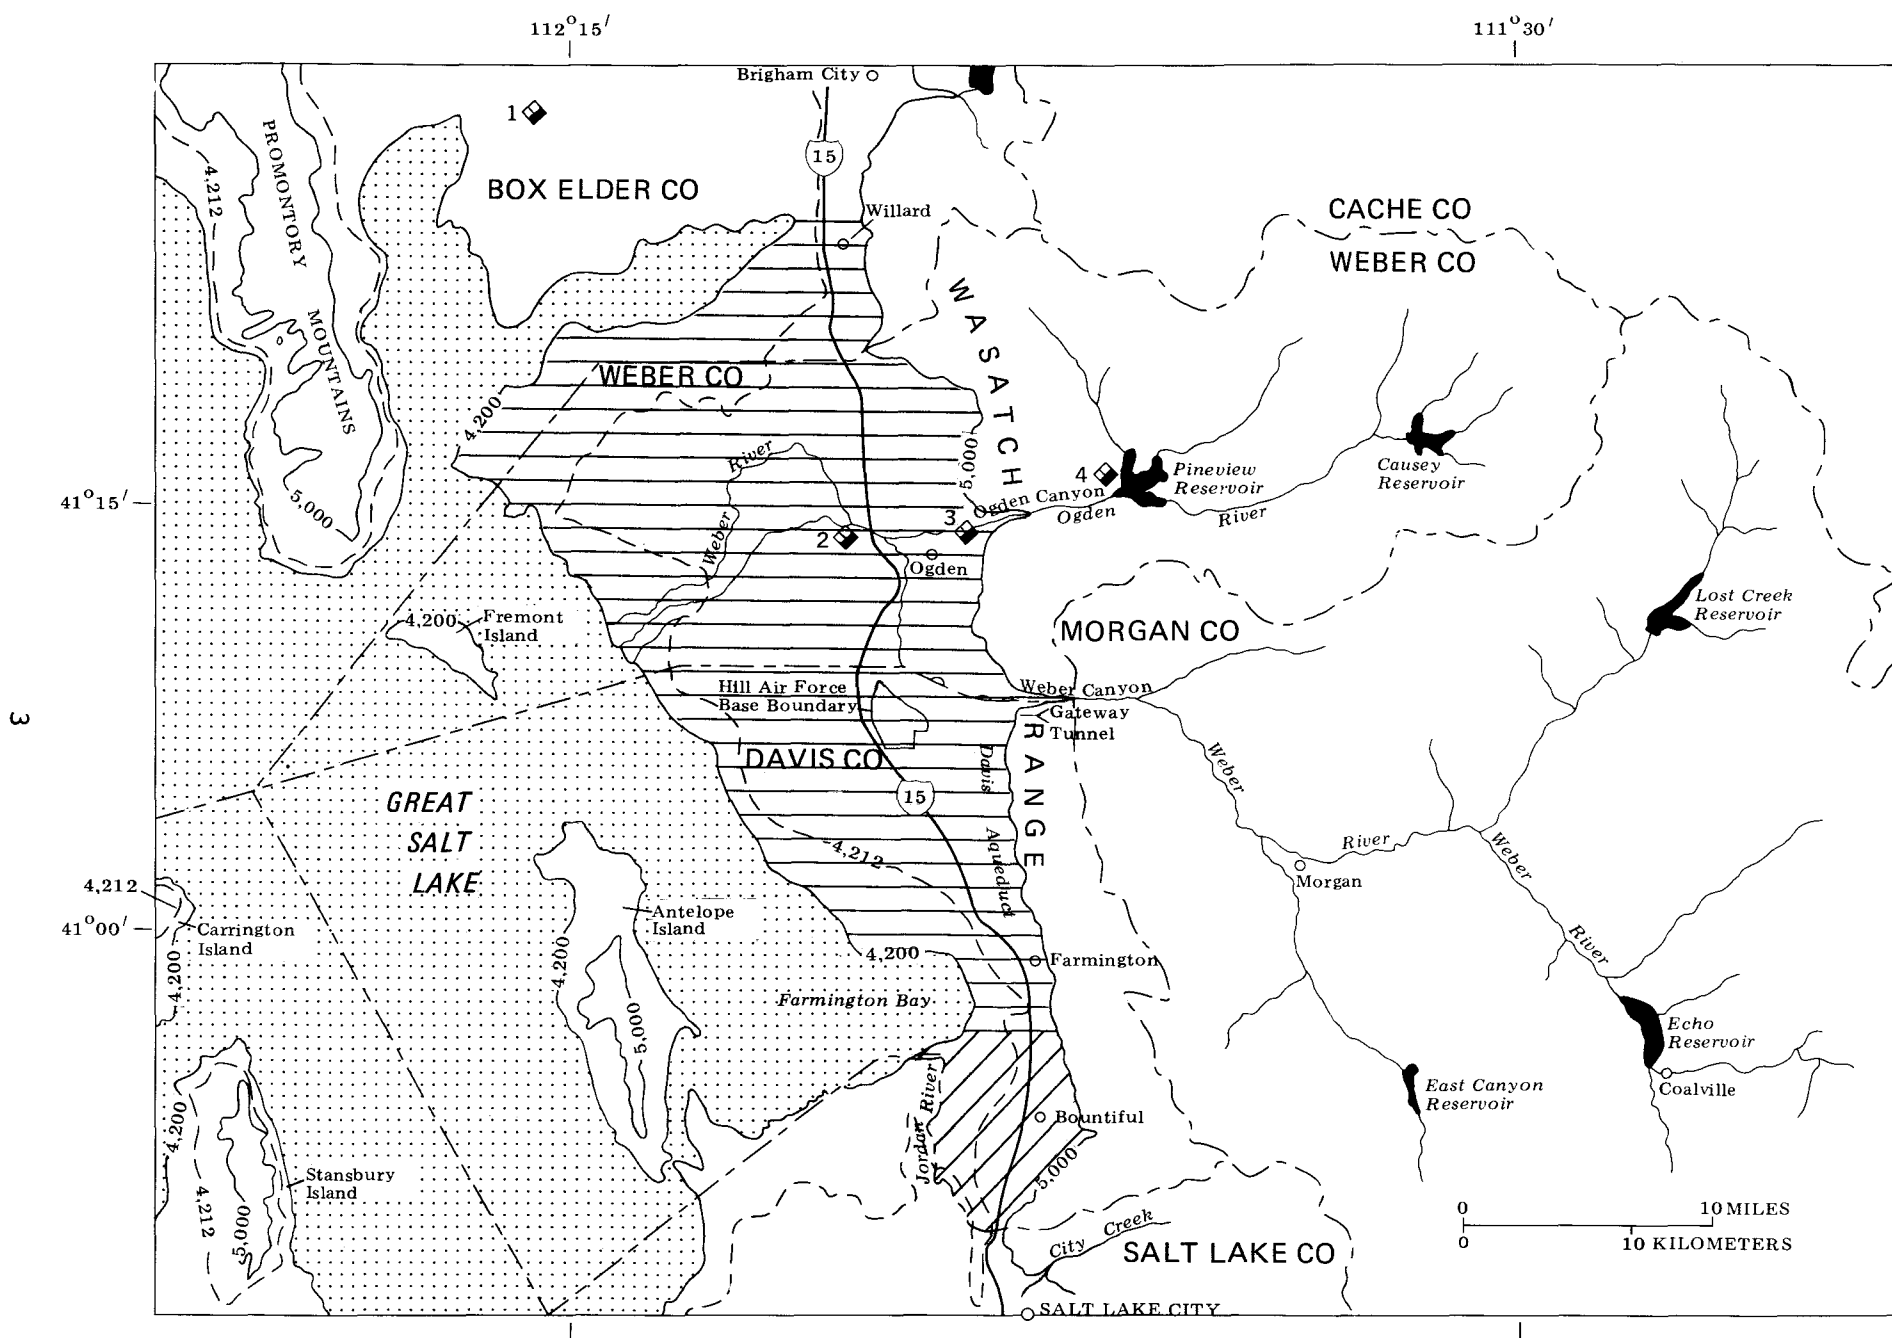 112°15′
111°30′
Brigham City
1
15
PROMONTORY
4,212
BOX ELDER CO
CACHE CO
WEBER CO
Willard
WASATCH
MOUNTAINS
WEBER CO
4,200
5,000
River
4
Pineview
Reservoir
Causey
Reservoir
41°15′
5,000
Ogden Canyon
Ogden
River
3
2
Weber
Ogden
Lost Creek
Reservoir
4,200
Fremont
Island
MORGAN CO
Hill Air Force
Base Boundary
Weber Canyon
Gateway
Tunnel
3
RANGE
DAVIS CO
Davis
Weber
GREAT
SALT
LAKE
15
4,212
Aqueduct
River
Weber
Morgan
4,212
41°00′
Carrington
Island
4,200
Antelope
Island
4,200
4,200
Farmington
River
Farmington Bay
5,000
Echo
Reservoir
Jordan River
East Canyon
Reservoir
Coalville
4,200
Bountiful
5,000
Stansbury
Island
4,212
5,000
City Creek
SALT LAKE CO
0
10 MILES
0
10 KILOMETERS
SALT LAKE CITY